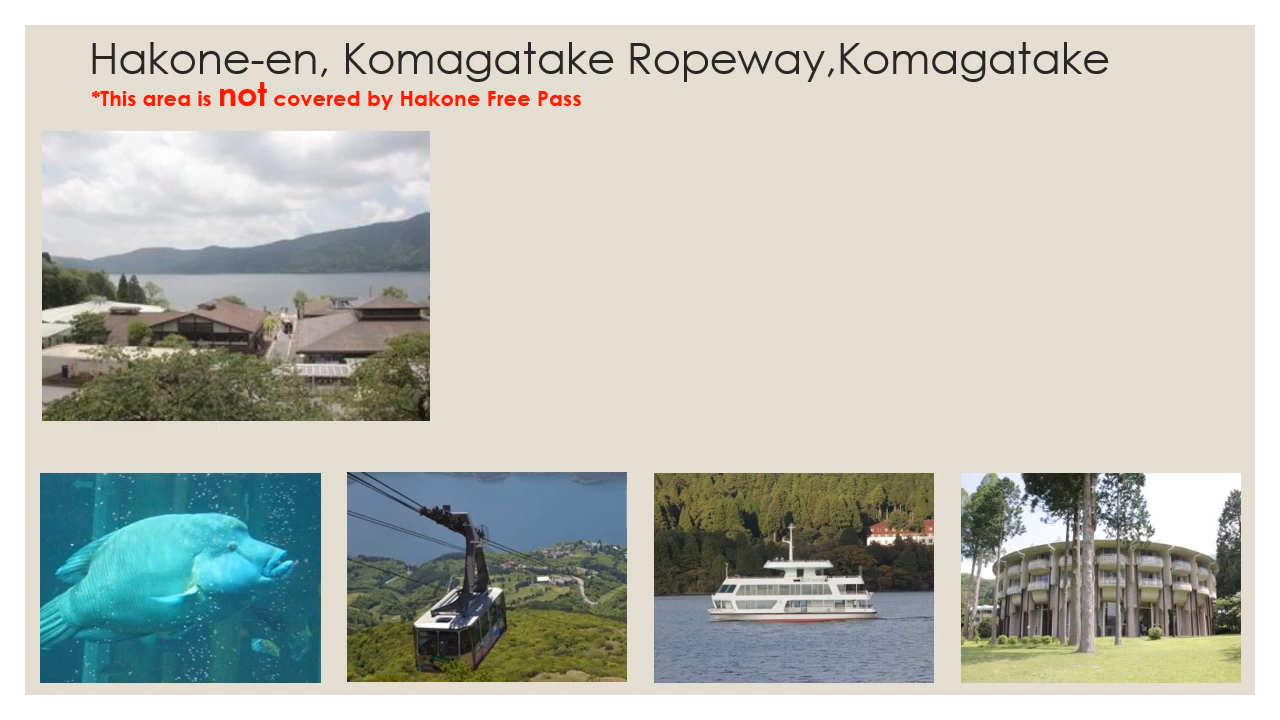 Hakone-en, Komagatake Ropeway,Komagatake
*This area is not covered by Hakone Free Pass